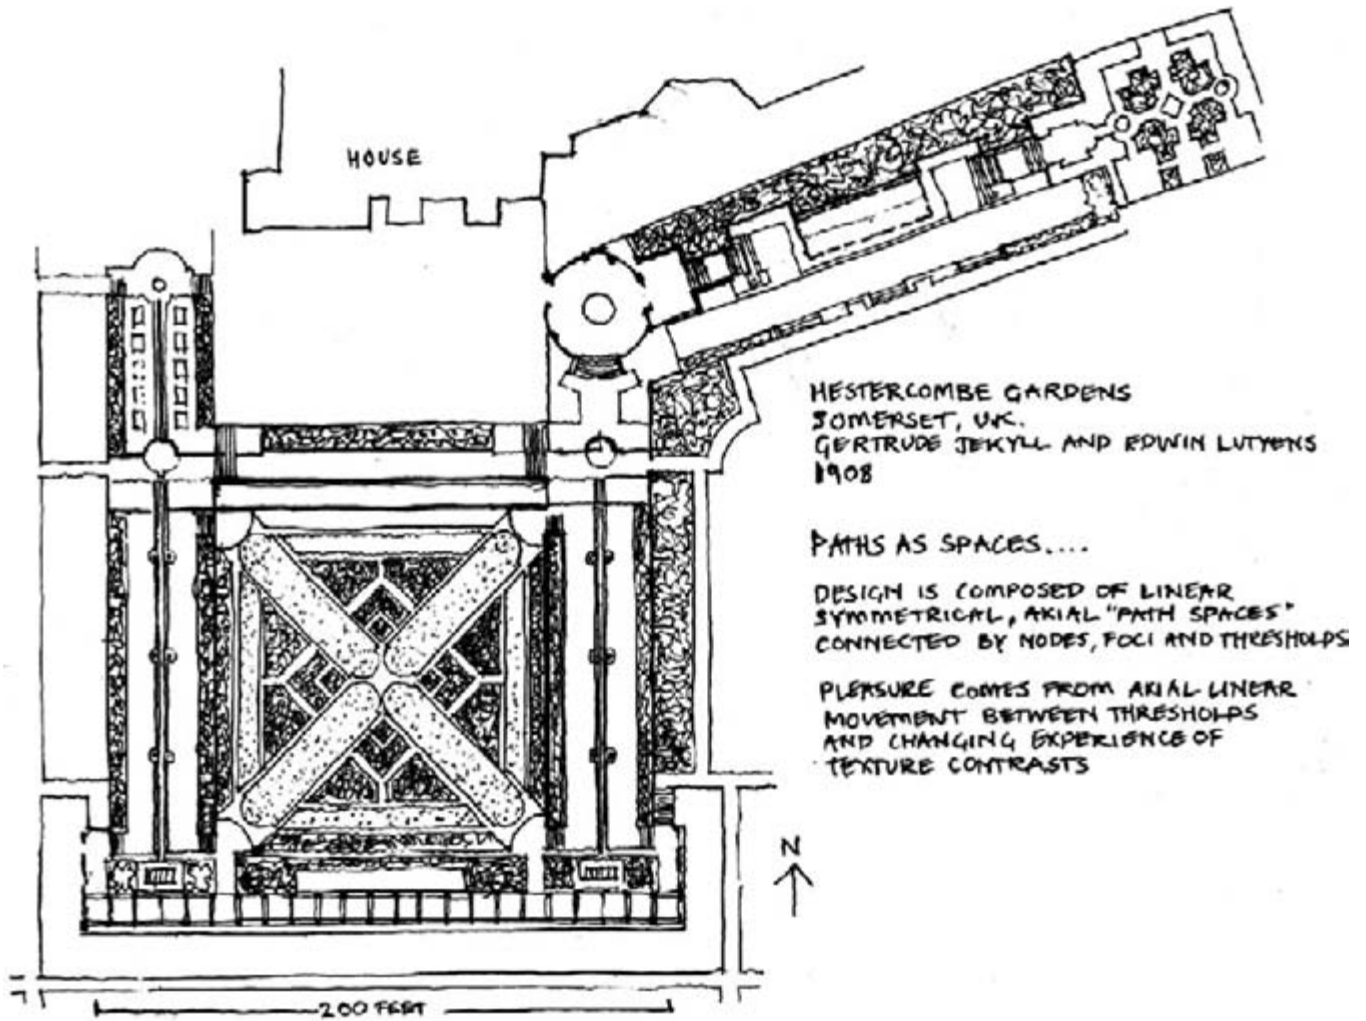 HOUSE
HESTERCOMBE GARDENS
SOMERSET, UK.
GERTRUDE JEKYLL AND EDWIN LUTYENS
1908
PATHS AS SPACES....
DESIGN IS COMPOSED OF LINEAR
SYMMETRICAL, AXIAL "PATH SPACES"
CONNECTED BY NODES, FOCI AND THRESHOLDS
PLEASURE COMES FROM AXIAL LINEAR
MOVEMENT BETWEEN THRESHOLDS
AND CHANGING EXPERIENCE OF
TEXTURE CONTRASTS
N
200 FEET